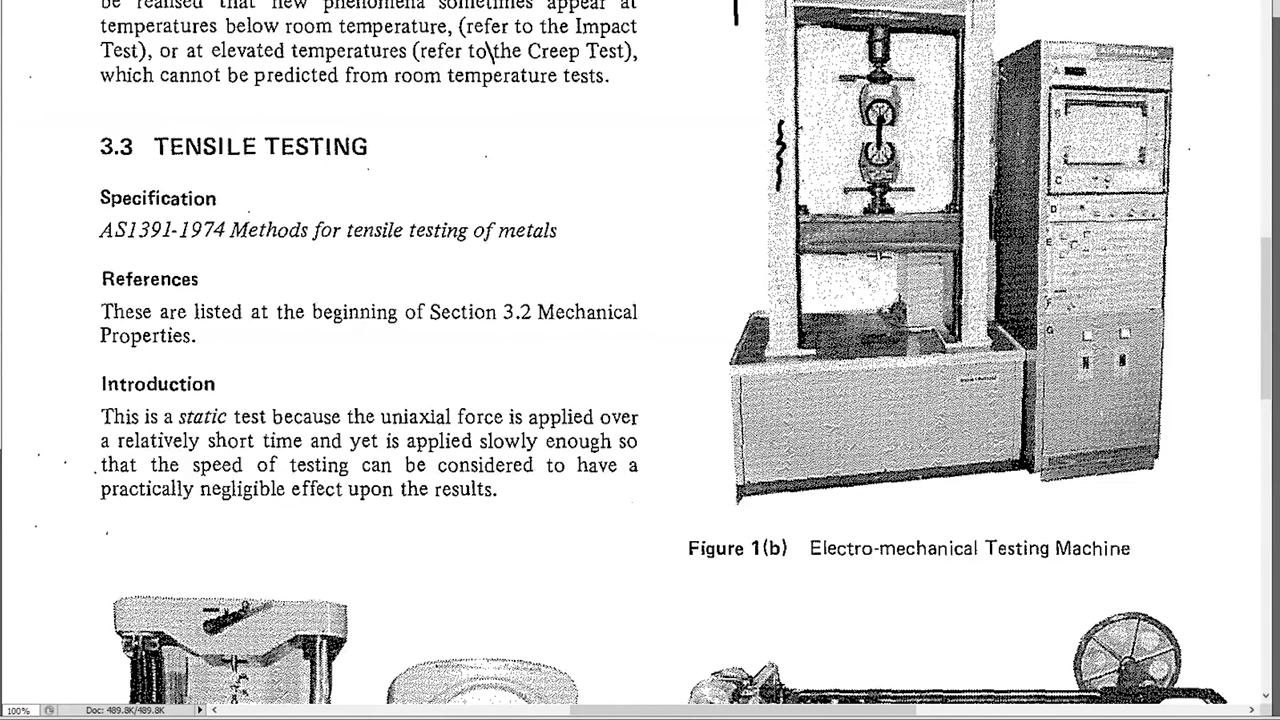 be realised that new phenomena sometimes appear at
temperatures below room temperature, (refer to the Impact
Test), or at elevated temperatures (refer to\the Creep Test),
which cannot be predicted from room temperature tests.
3.3 TENSILE TESTING
Specification
AS1391-1974 Methods for tensile testing of metals
References
These are listed at the beginning of Section 3.2 Mechanical
Properties.
Introduction
This is a static test because the uniaxial force is applied over
a relatively short time and yet is applied slowly enough so
that the speed of testing can be considered to have a
practically negligible effect upon the results.
A
B
C
D
E
F
G
Figure 1(b) Electro-mechanical Testing Machine
100%
Doc: 489.8K/489.8K